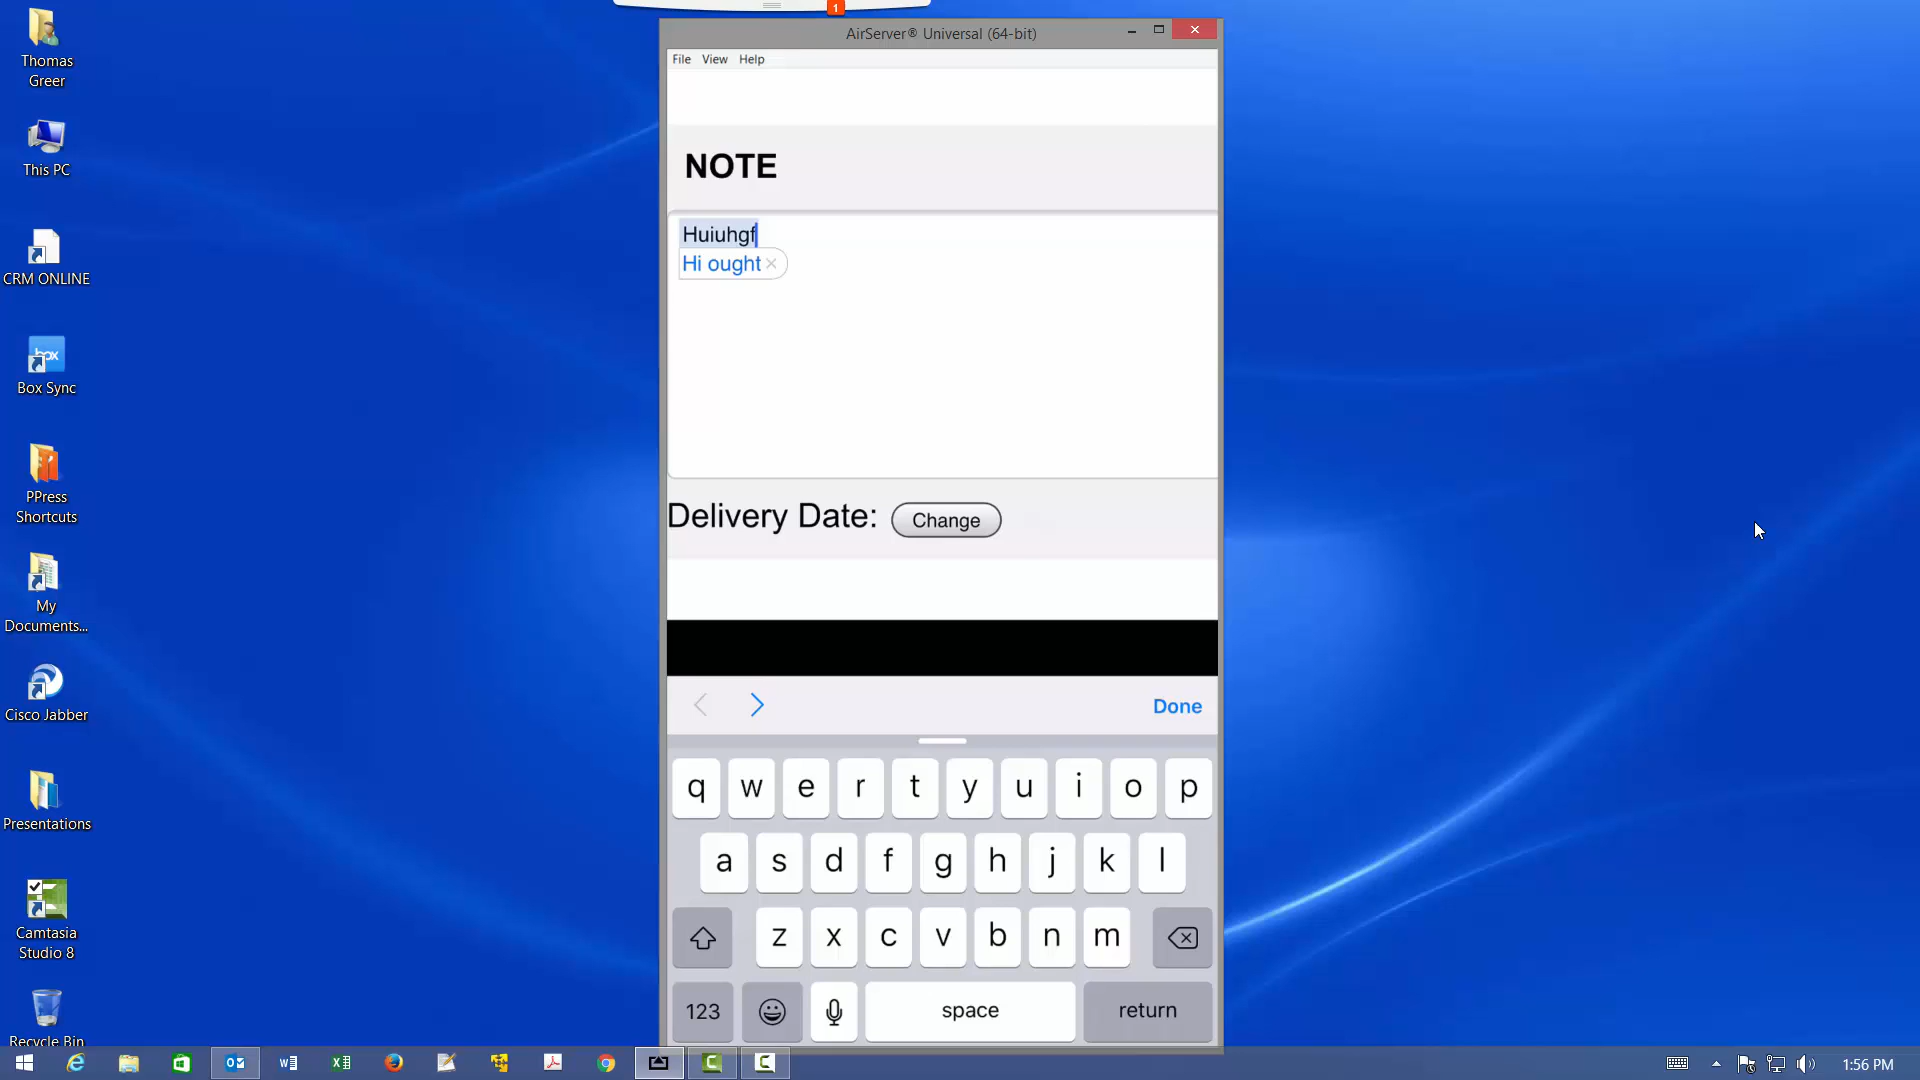 1
AirServer® Universal (64-bit)
File View Help
NOTE
Huiuhgf
Hi ought ×
Delivery Date: Change
Done
q w e r t y u i o p
a s d f g h j k l
z x c v b n m
123 space return
Thomas
Greer
This PC
CRM ONLINE
box
Box Sync
PPress
Shortcuts
My
Documents...
Cisco Jabber
Presentations
Camtasia
Studio 8
Recycle Bin
1:56 PM